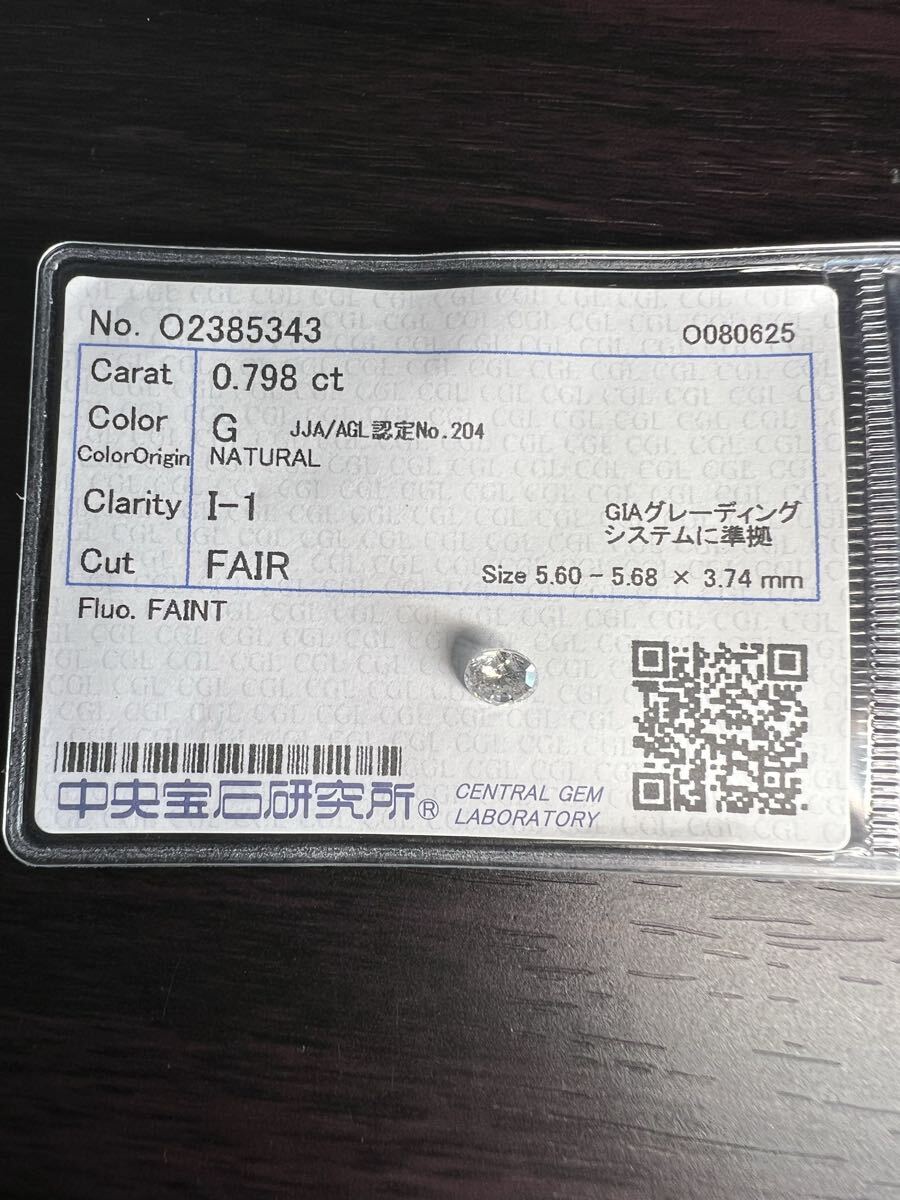 No. O2385343 O080625
Carat 0.798 ct
Color G JJA/AGL認定No.204
ColorOrigin NATURAL
Clarity I-1
GIAグレーディング
システムに準拠
Cut FAIR Size 5.60 - 5.68 × 3.74 mm
Fluo. FAINT
中央宝石研究所® CENTRAL GEM
LABORATORY